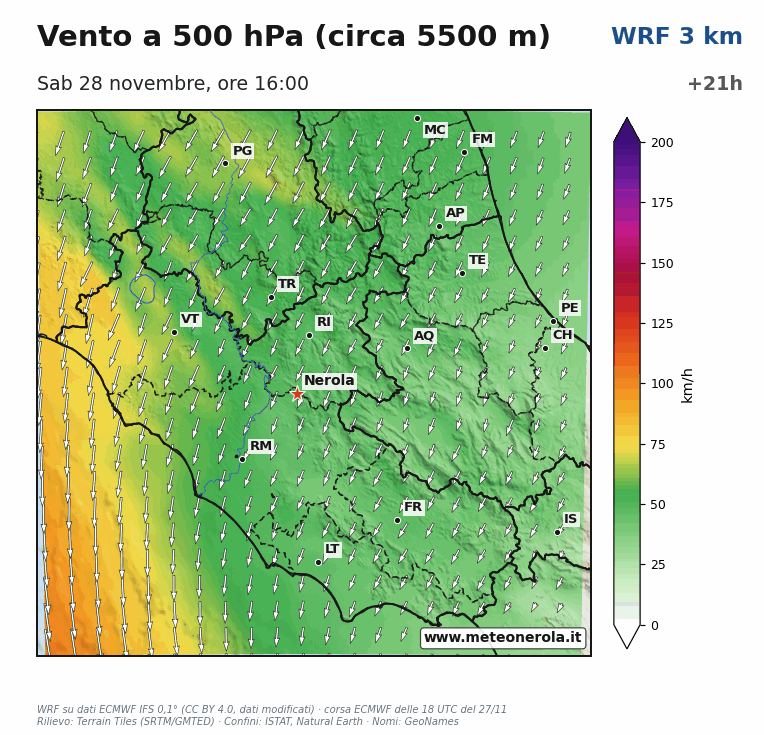 Vento a 500 hPa (circa 5500 m)
WRF 3 km
Sab 28 novembre, ore 16:00
+21h
MC
FM
PG
AP
TE
TR
PE
VT
RI
CH
AQ
Nerola
RM
FR
IS
LT
www.meteonerola.it
200
175
150
125
100
75
50
25
0
km/h
WRF su dati ECMWF IFS 0,1° (CC BY 4.0, dati modificati) · corsa ECMWF delle 18 UTC del 27/11
Rilievo: Terrain Tiles (SRTM/GMTED) · Confini: ISTAT, Natural Earth · Nomi: GeoNames